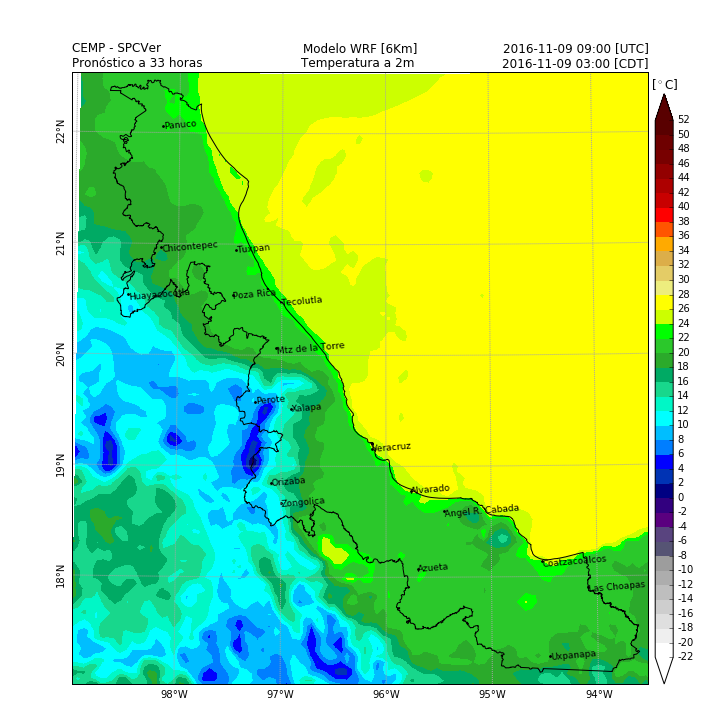 CEMP - SPCVer Modelo WRF [6Km] 2016-11-09 09:00 [UTC]
Pronóstico a 33 horas Temperatura a 2m 2016-11-09 03:00 [CDT]
[°C]
52
50
48
46
44
42
40
38
36
34
32
30
28
26
24
22
20
18
16
14
12
10
8
6
4
2
0
-2
-4
-6
-8
-10
-12
-14
-16
-18
-20
-22
22°N
21°N
20°N
19°N
18°N
Panuco
Chicontepec
Tuxpan
Huayacocotla
Poza Rica
Tecolutla
Mtz de la Torre
Perote
Xalapa
Veracruz
Orizaba
Alvarado
Zongolica
Angel R. Cabada
Azueta
Coatzacoalcos
Las Choapas
Uxpanapa
98°W 97°W 96°W 95°W 94°W